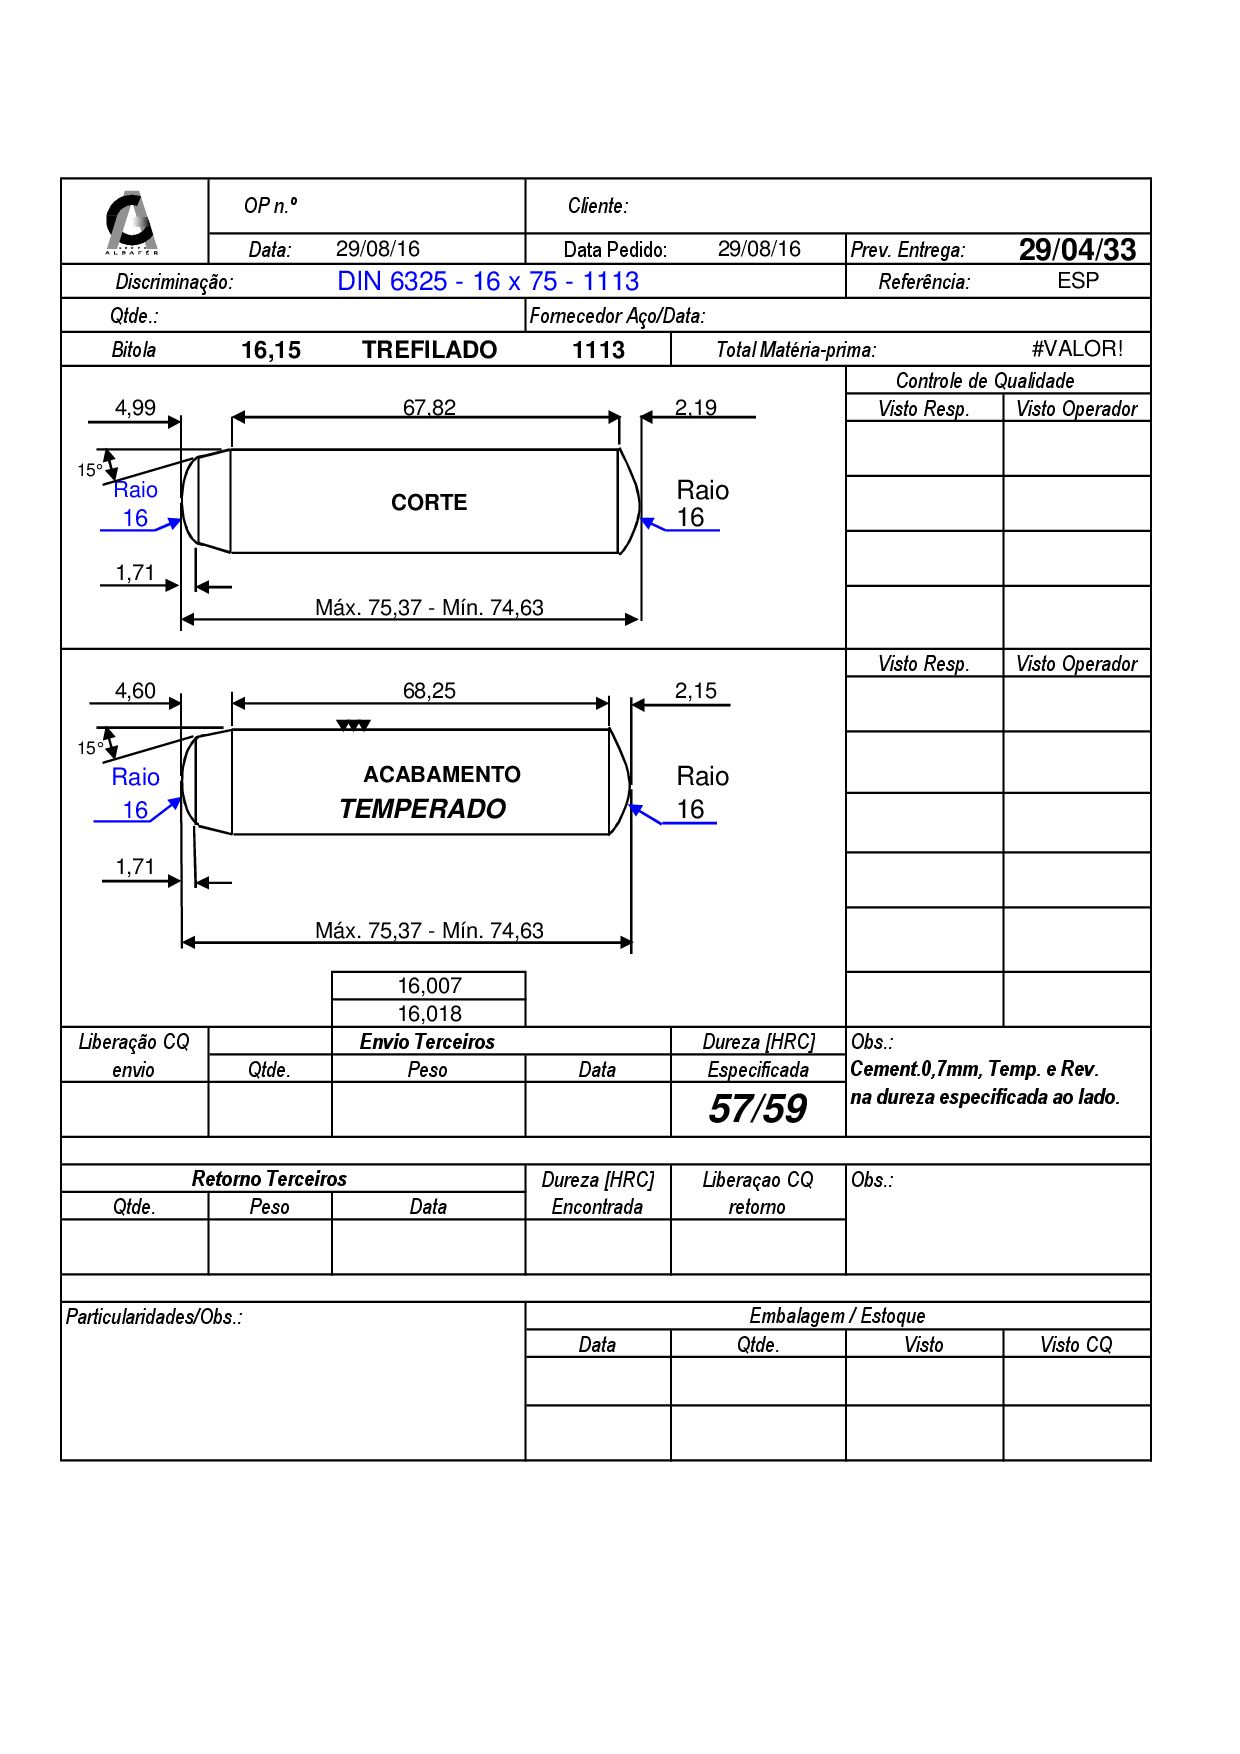 GRUPO
ALBAFER
OP n.º
Cliente:
Data: 29/08/16
Data Pedido: 29/08/16
Prev. Entrega: 29/04/33
Discriminação: DIN 6325 - 16 x 75 - 1113
Referência: ESP
Qtde.:
Fornecedor Aço/Data:
Bitola 16,15 TREFILADO 1113
Total Matéria-prima: #VALOR!
Controle de Qualidade
Visto Resp. Visto Operador
4,99 67,82 2,19
15°
Raio
16
CORTE
Raio
16
1,71
Máx. 75,37 - Mín. 74,63
Visto Resp. Visto Operador
4,60 68,25 2,15
15°
Raio
16
ACABAMENTO
TEMPERADO
Raio
16
1,71
Máx. 75,37 - Mín. 74,63
16,007
16,018
Liberação CQ
envio
Envio Terceiros
Qtde. Peso Data
Dureza [HRC]
Especificada
57/59
Obs.:
Cement.0,7mm, Temp. e Rev.
na dureza especificada ao lado.
Retorno Terceiros
Qtde. Peso Data
Dureza [HRC]
Encontrada
Liberaçao CQ
retorno
Obs.:
Particularidades/Obs.:
Embalagem / Estoque
Data Qtde. Visto Visto CQ